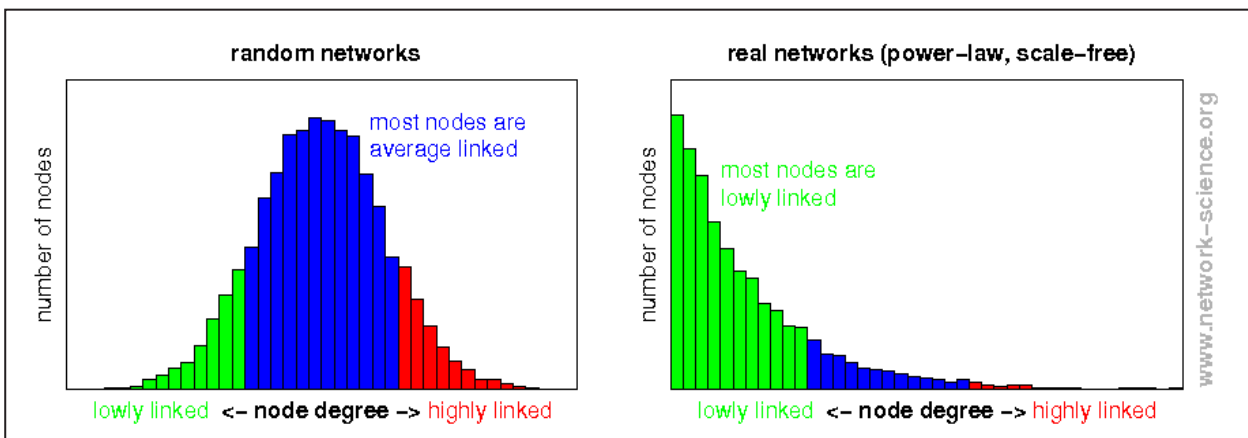 random networks
number of nodes
most nodes are
average linked
lowly linked <- node degree -> highly linked
real networks (power-law, scale-free)
number of nodes
most nodes are
lowly linked
lowly linked <- node degree -> highly linked
www.network-science.org